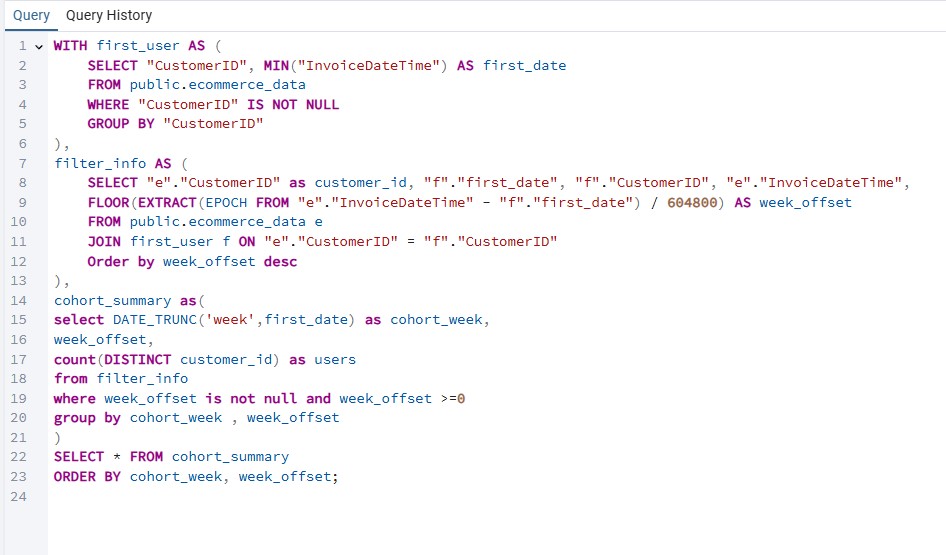 Query Query History
1 WITH first_user AS (
2 SELECT "CustomerID", MIN("InvoiceDateTime") AS first_date
3 FROM public.ecommerce_data
4 WHERE "CustomerID" IS NOT NULL
5 GROUP BY "CustomerID"
6 ),
7 filter_info AS (
8 SELECT "e"."CustomerID" as customer_id, "f"."first_date", "f"."CustomerID", "e"."InvoiceDateTime",
9 FLOOR(EXTRACT(EPOCH FROM "e"."InvoiceDateTime" - "f"."first_date") / 604800) AS week_offset
10 FROM public.ecommerce_data e
11 JOIN first_user f ON "e"."CustomerID" = "f"."CustomerID"
12 Order by week_offset desc
13 ),
14 cohort_summary as(
15 select DATE_TRUNC('week',first_date) as cohort_week,
16 week_offset,
17 count(DISTINCT customer_id) as users
18 from filter_info
19 where week_offset is not null and week_offset >=0
20 group by cohort_week , week_offset
21 )
22 SELECT * FROM cohort_summary
23 ORDER BY cohort_week, week_offset;
24